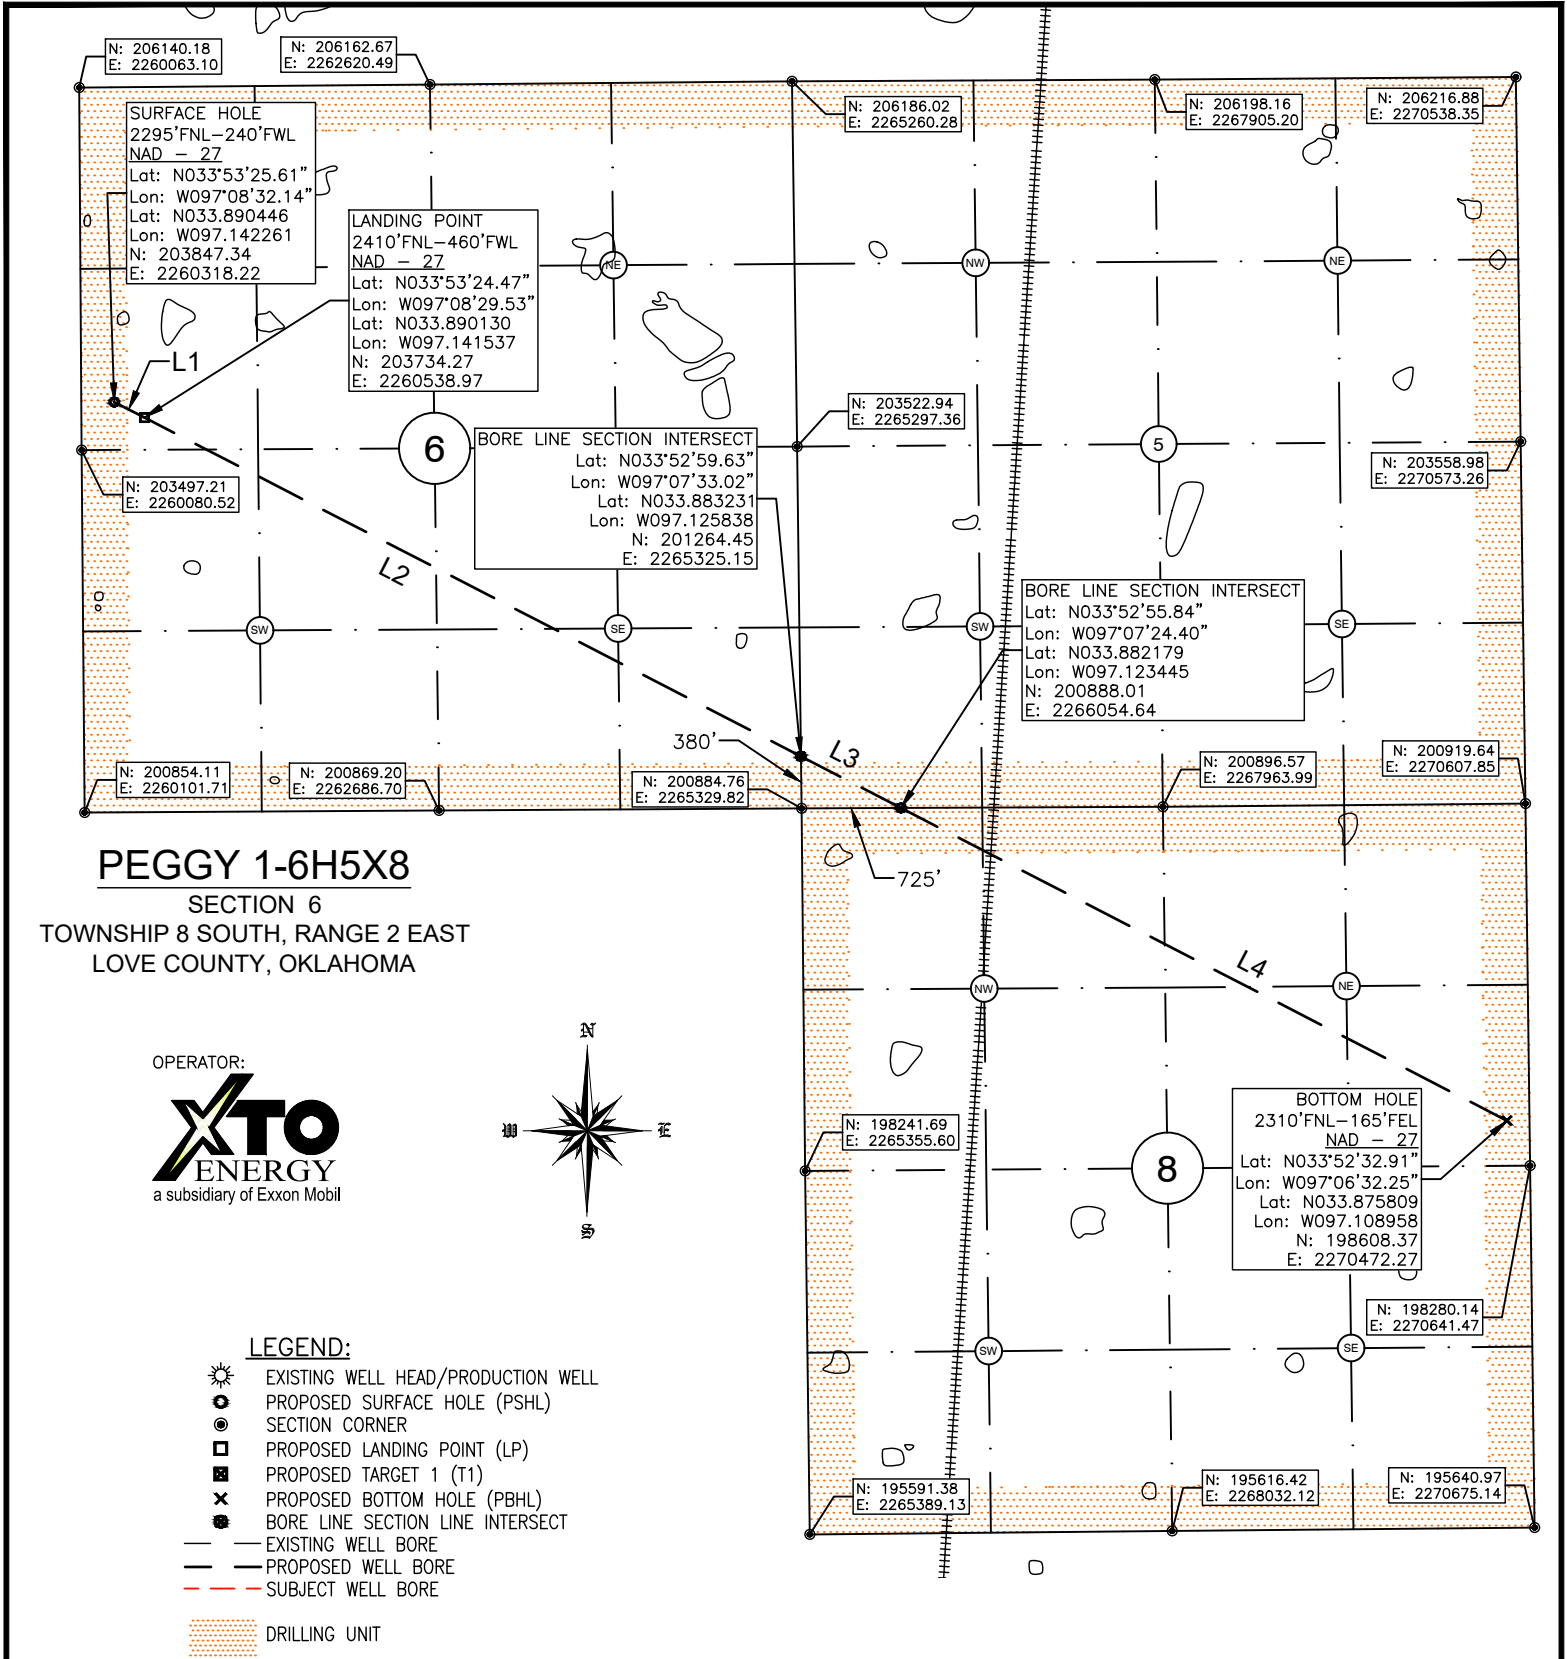 N: 206140.18
E: 2260063.10
N: 206162.67
E: 2262620.49
N: 206186.02
E: 2265260.28
N: 206198.16
E: 2267905.20
N: 206216.88
E: 2270538.35
SURFACE HOLE
2295'FNL-240'FWL
NAD - 27
Lat: N033°53'25.61"
Lon: W097°08'32.14"
Lat: N033.890446
Lon: W097.142261
N: 203847.34
E: 2260318.22
LANDING POINT
2410'FNL-460'FWL
NAD - 27
Lat: N033°53'24.47"
Lon: W097°08'29.53"
Lat: N033.890130
Lon: W097.141537
N: 203734.27
E: 2260538.97
NE
NW
NE
L1
N: 203522.94
E: 2265297.36
6
5
BORE LINE SECTION INTERSECT
Lat: N033°52'59.63"
Lon: W097°07'33.02"
Lat: N033.883231
Lon: W097.125838
N: 201264.45
E: 2265325.15
N: 203497.21
E: 2260080.52
N: 203558.98
E: 2270573.26
L2
SW
SE
SW
SE
BORE LINE SECTION INTERSECT
Lat: N033°52'55.84"
Lon: W097°07'24.40"
Lat: N033.882179
Lon: W097.123445
N: 200888.01
E: 2266054.64
380'
L3
N: 200854.11
E: 2260101.71
N: 200869.20
E: 2262686.70
N: 200884.76
E: 2265329.82
N: 200896.57
E: 2267963.99
N: 200919.64
E: 2270607.85
725'
PEGGY 1-6H5X8
SECTION 6
TOWNSHIP 8 SOUTH, RANGE 2 EAST
LOVE COUNTY, OKLAHOMA
L4
NW
NE
OPERATOR:
XTO
ENERGY
a subsidiary of Exxon Mobil
N
W
E
S
N: 198241.69
E: 2265355.60
8
BOTTOM HOLE
2310'FNL-165'FEL
NAD - 27
Lat: N033°52'32.91"
Lon: W097°06'32.25"
Lat: N033.875809
Lon: W097.108958
N: 198608.37
E: 2270472.27
N: 198280.14
E: 2270641.47
SW
SE
LEGEND:
EXISTING WELL HEAD/PRODUCTION WELL
PROPOSED SURFACE HOLE (PSHL)
SECTION CORNER
PROPOSED LANDING POINT (LP)
PROPOSED TARGET 1 (T1)
PROPOSED BOTTOM HOLE (PBHL)
BORE LINE SECTION LINE INTERSECT
EXISTING WELL BORE
PROPOSED WELL BORE
SUBJECT WELL BORE
DRILLING UNIT
N: 195591.38
E: 2265389.13
N: 195616.42
E: 2268032.12
N: 195640.97
E: 2270675.14